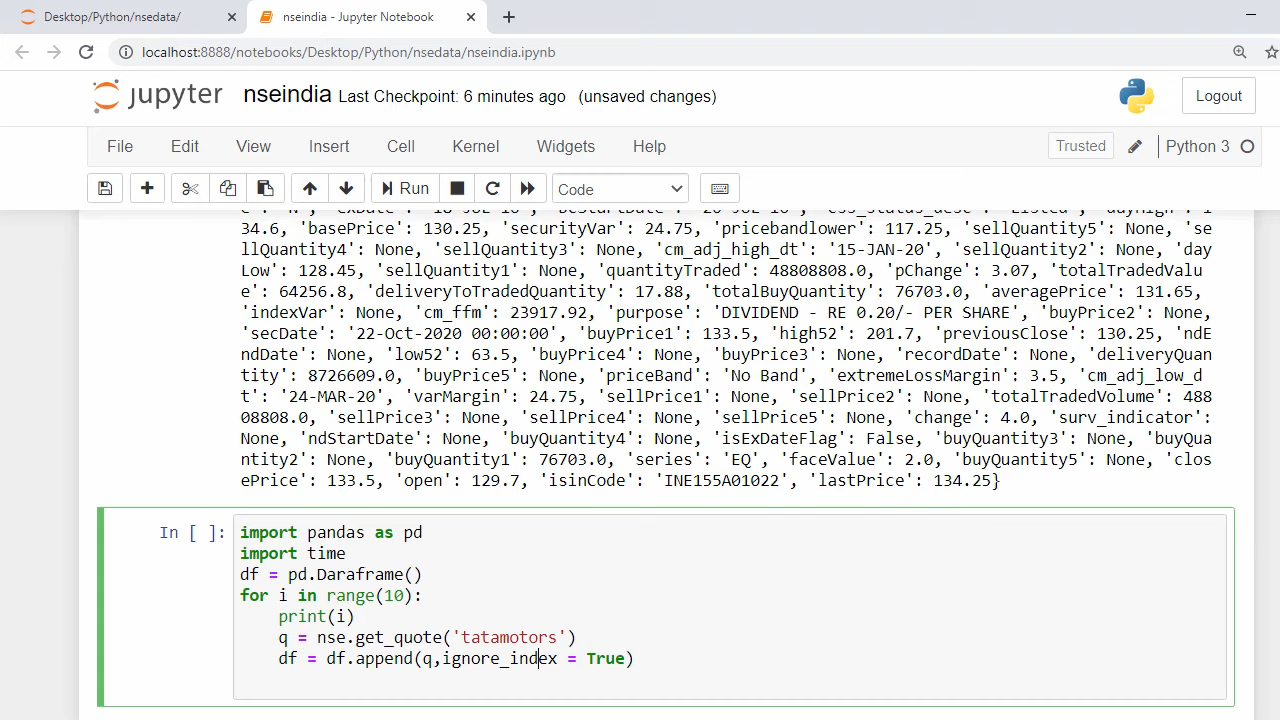 Desktop/Python/nsedata/
nseindia - Jupyter Notebook
localhost:8888/notebooks/Desktop/Python/nsedata/nseindia.ipynb
jupyter nseindia Last Checkpoint: 6 minutes ago (unsaved changes)
Logout
File Edit View Insert Cell Kernel Widgets Help
Trusted Python 3
Run Code
34.6, 'basePrice': 130.25, 'securityVar': 24.75, 'pricebandlower': 117.25, 'sellQuantity5': None, 'se
llQuantity4': None, 'sellQuantity3': None, 'cm_adj_high_dt': '15-JAN-20', 'sellQuantity2': None, 'day
Low': 128.45, 'sellQuantity1': None, 'quantityTraded': 48808808.0, 'pChange': 3.07, 'totalTradedValu
e': 64256.8, 'deliveryToTradedQuantity': 17.88, 'totalBuyQuantity': 76703.0, 'averagePrice': 131.65,
'indexVar': None, 'cm_ffm': 23917.92, 'purpose': 'DIVIDEND - RE 0.20/- PER SHARE', 'buyPrice2': None,
'secDate': '22-Oct-2020 00:00:00', 'buyPrice1': 133.5, 'high52': 201.7, 'previousClose': 130.25, 'ndE
ndDate': None, 'low52': 63.5, 'buyPrice4': None, 'buyPrice3': None, 'recordDate': None, 'deliveryQuan
tity': 8726609.0, 'buyPrice5': None, 'priceBand': 'No Band', 'extremeLossMargin': 3.5, 'cm_adj_low_d
t': '24-MAR-20', 'varMargin': 24.75, 'sellPrice1': None, 'sellPrice2': None, 'totalTradedVolume': 488
08808.0, 'sellPrice3': None, 'sellPrice4': None, 'sellPrice5': None, 'change': 4.0, 'surv_indicator':
None, 'ndStartDate': None, 'buyQuantity4': None, 'isExDateFlag': False, 'buyQuantity3': None, 'buyQua
ntity2': None, 'buyQuantity1': 76703.0, 'series': 'EQ', 'faceValue': 2.0, 'buyQuantity5': None, 'clos
ePrice': 133.5, 'open': 129.7, 'isinCode': 'INE155A01022', 'lastPrice': 134.25}
In [ ]: import pandas as pd
import time
df = pd.Daraframe()
for i in range(10):
print(i)
q = nse.get_quote('tatamotors')
df = df.append(q,ignore_index = True)